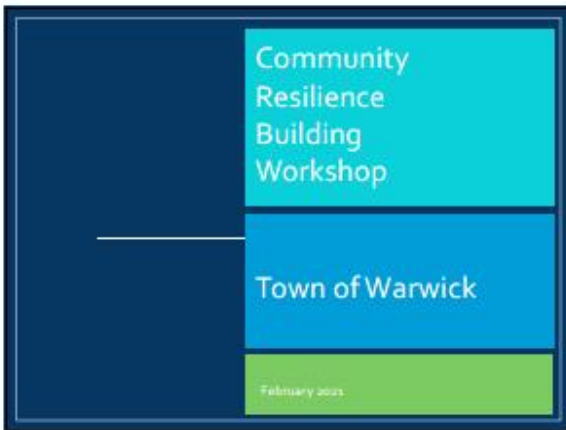 Community
Resilience
Building
Workshop
Town of Warwick
February 2021